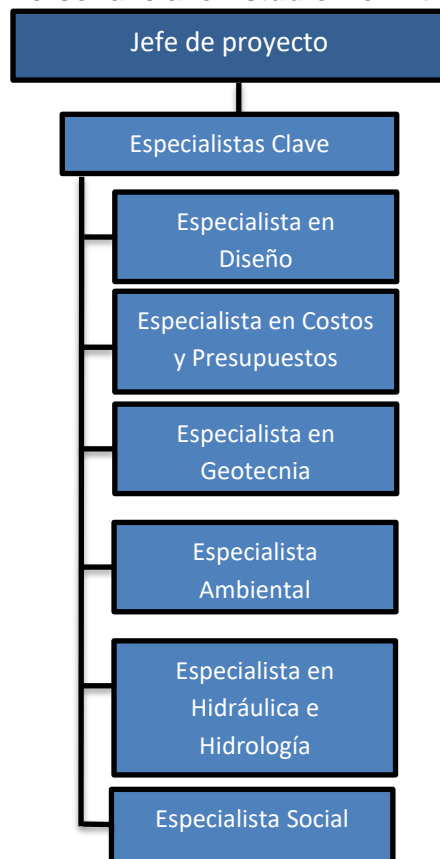 Jefe de proyecto
Especialistas Clave
Especialista en
Diseño
Especialista en Costos
y Presupuestos
Especialista en
Geotecnia
Especialista
Ambiental
Especialista en
Hidráulica e
Hidrología
Especialista Social